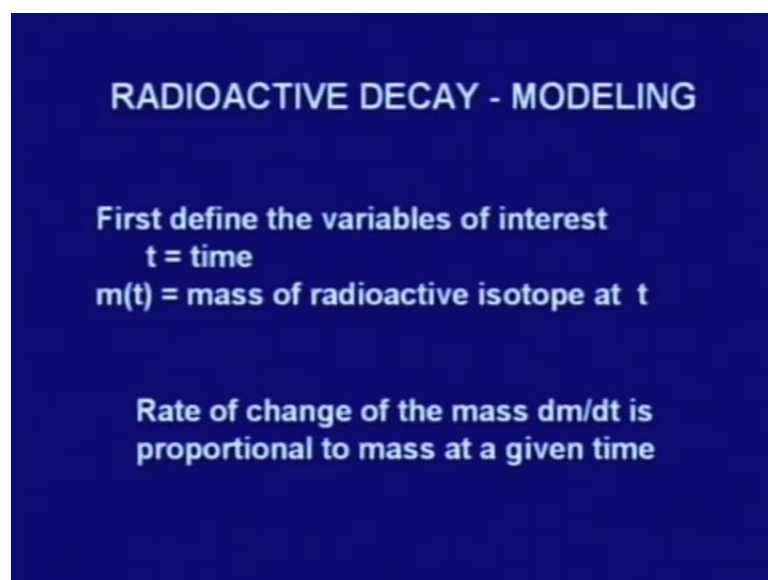 RADIOACTIVE DECAY - MODELING
First define the variables of interest
t = time
m(t) = mass of radioactive isotope at t
Rate of change of the mass dm/dt is
proportional to mass at a given time